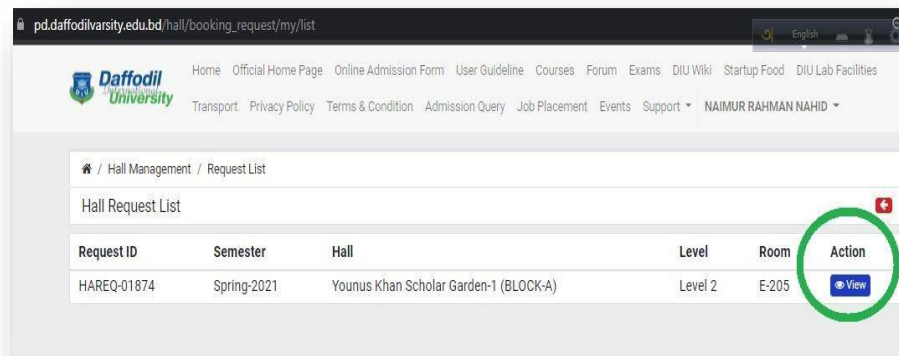 pd.daffodilvarsity.edu.bd/hall/booking_request/my/list
অ English
Daffodil International University
Home Official Home Page Online Admission Form User Guideline Courses Forum Exams DIU Wiki Startup Food DIU Lab Facilities
Transport Privacy Policy Terms & Condition Admission Query Job Placement Events Support NAIMUR RAHMAN NAHID
/ Hall Management / Request List
Hall Request List
Request ID Semester Hall Level Room Action
HAREQ-01874 Spring-2021 Younus Khan Scholar Garden-1 (BLOCK-A) Level 2 E-205 View